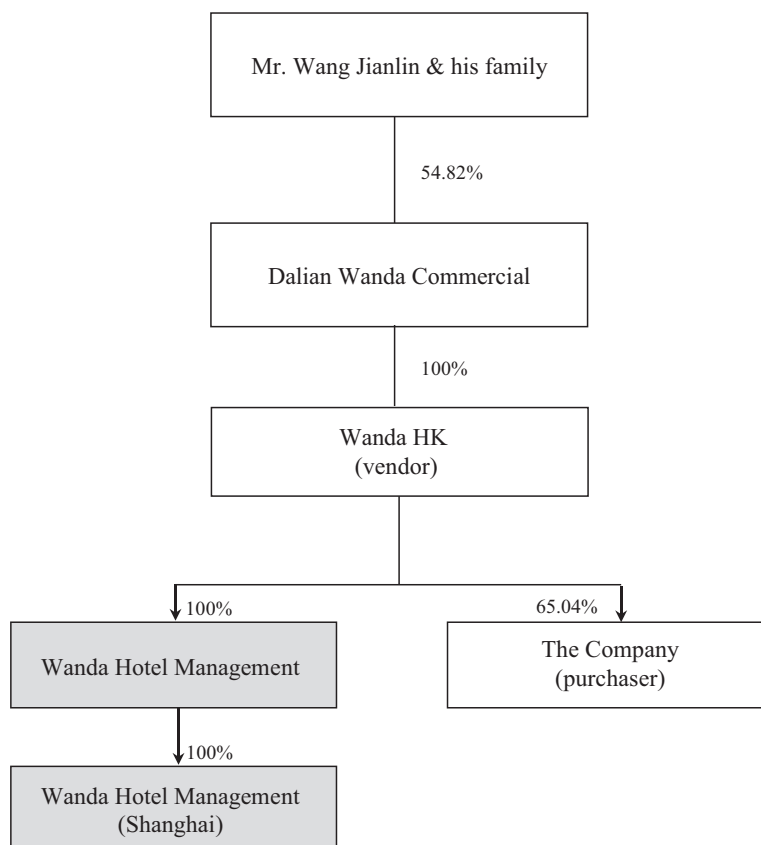 Mr. Wang Jianlin & his family
54.82%
Dalian Wanda Commercial
100%
Wanda HK
(vendor)
100%
65.04%
Wanda Hotel Management
The Company
(purchaser)
100%
Wanda Hotel Management
(Shanghai)